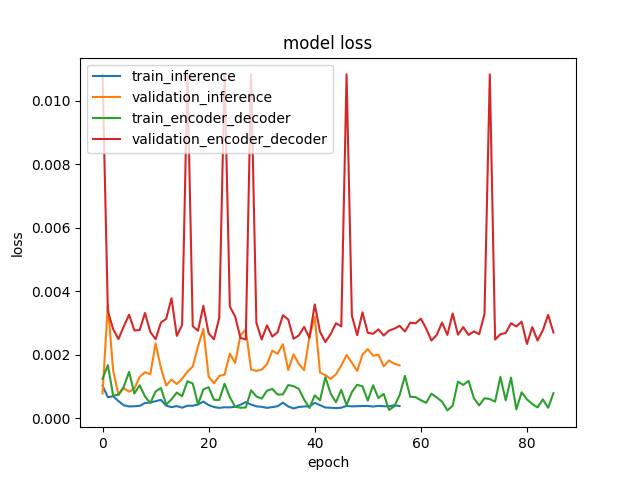 model loss
train_inference
validation_inference
train_encoder_decoder
validation_encoder_decoder
0.010
0.008
0.006
0.004
0.002
0.000
loss
0 20 40 60 80
epoch